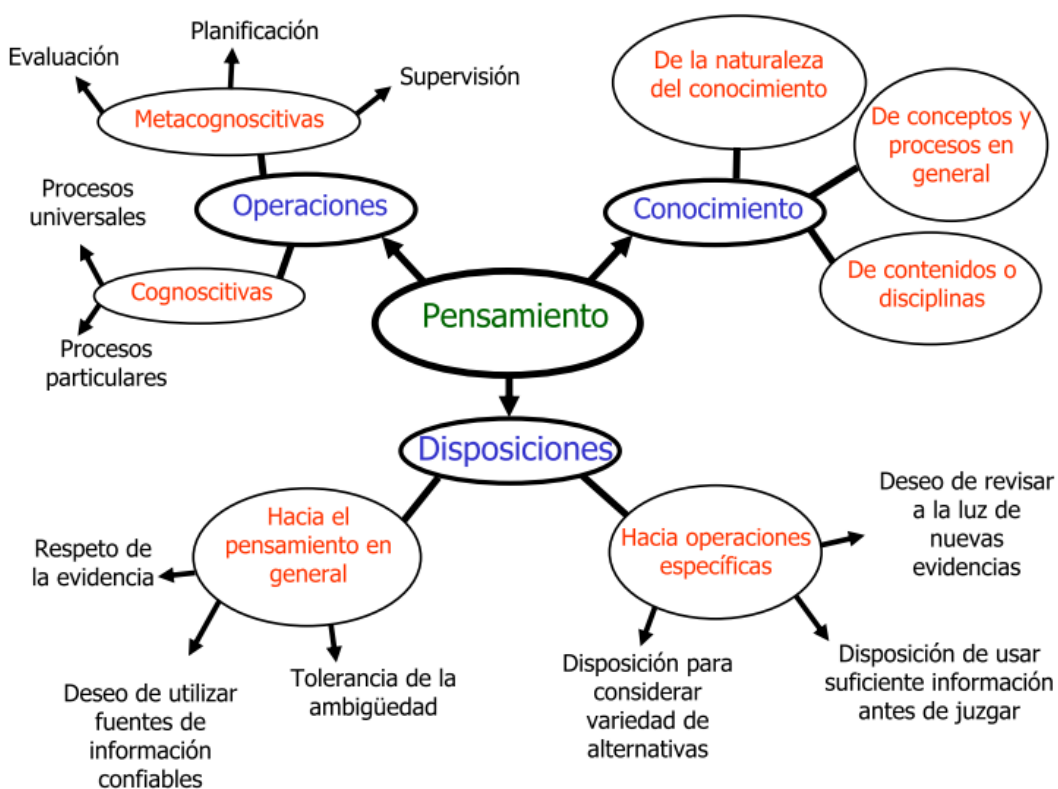 Planificación
Evaluación
Supervisión
Metacognoscitivas
Operaciones
Procesos
universales
Cognoscitivas
Procesos
particulares
De la naturaleza
del conocimiento
De conceptos y
procesos en
general
Conocimiento
De contenidos o
disciplinas
Pensamiento
Disposiciones
Hacia el
pensamiento en
general
Respeto de
la evidencia
Deseo de utilizar
fuentes de
información
confiables
Tolerancia de la
ambigüedad
Hacia operaciones
específicas
Deseo de revisar
a la luz de
nuevas
evidencias
Disposición para
considerar
variedad de
alternativas
Disposición de usar
suficiente información
antes de juzgar